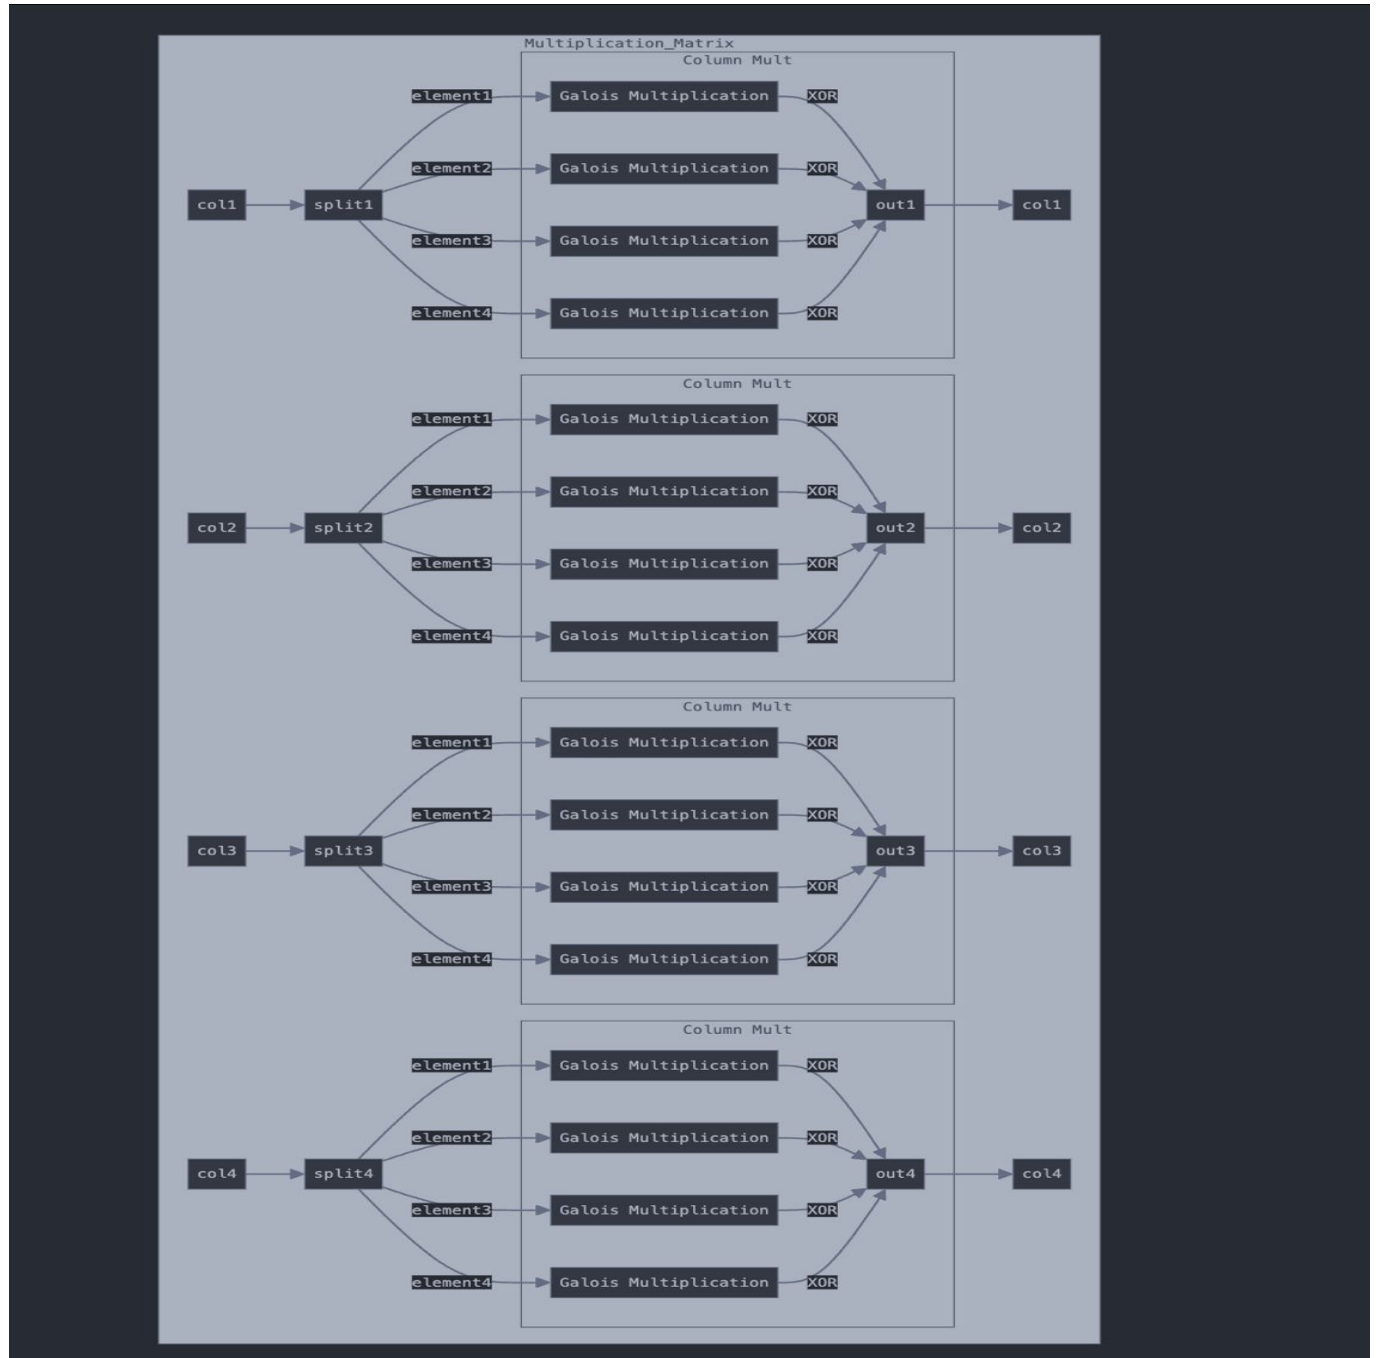 Multiplication_Matrix
Column Mult
element1 Galois Multiplication XOR
element2 Galois Multiplication XOR
col1 split1 out1 col1
element3 Galois Multiplication XOR
element4 Galois Multiplication XOR
Column Mult
element1 Galois Multiplication XOR
element2 Galois Multiplication XOR
col2 split2 out2 col2
element3 Galois Multiplication XOR
element4 Galois Multiplication XOR
Column Mult
element1 Galois Multiplication XOR
element2 Galois Multiplication XOR
col3 split3 out3 col3
element3 Galois Multiplication XOR
element4 Galois Multiplication XOR
Column Mult
element1 Galois Multiplication XOR
element2 Galois Multiplication XOR
col4 split4 out4 col4
element3 Galois Multiplication XOR
element4 Galois Multiplication XOR